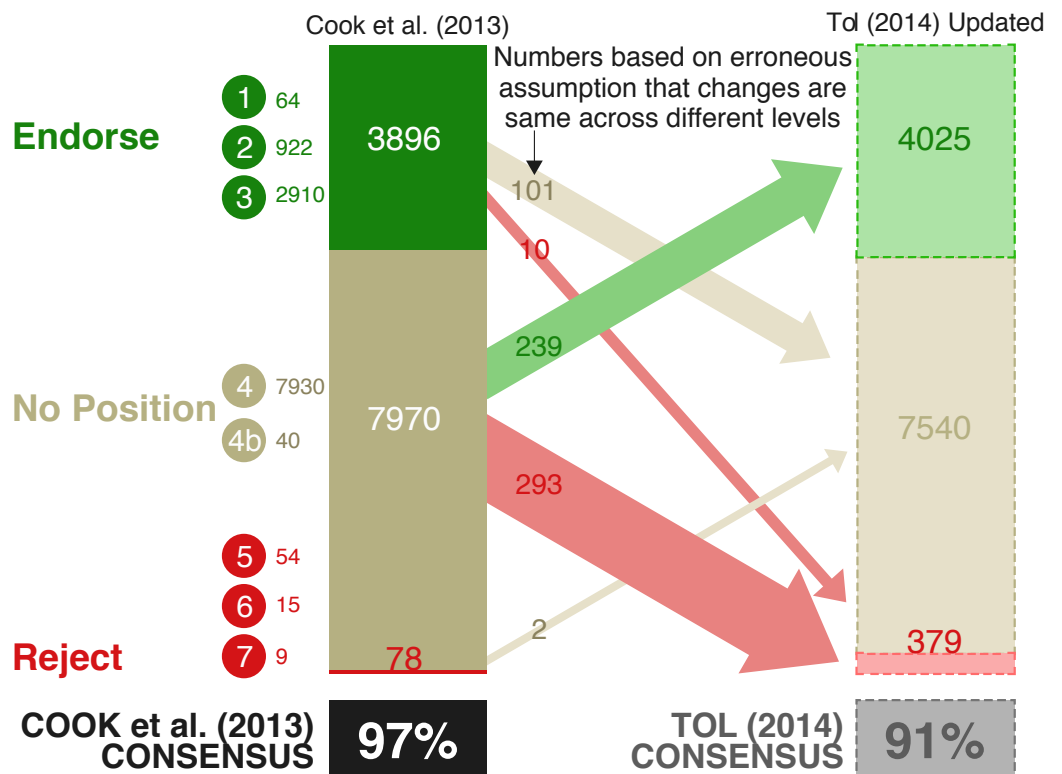 Cook et al. (2013)
Tol (2014) Updated
Numbers based on erroneous
assumption that changes are
same across different levels
Endorse
1 64
2 922
3 2910
3896
101
10
4025
239
No Position
4 7930
4b 40
7970
293
7540
5 54
6 15
Reject
7 9
78
2
379
COOK et al. (2013)
CONSENSUS
97%
TOL (2014)
CONSENSUS
91%